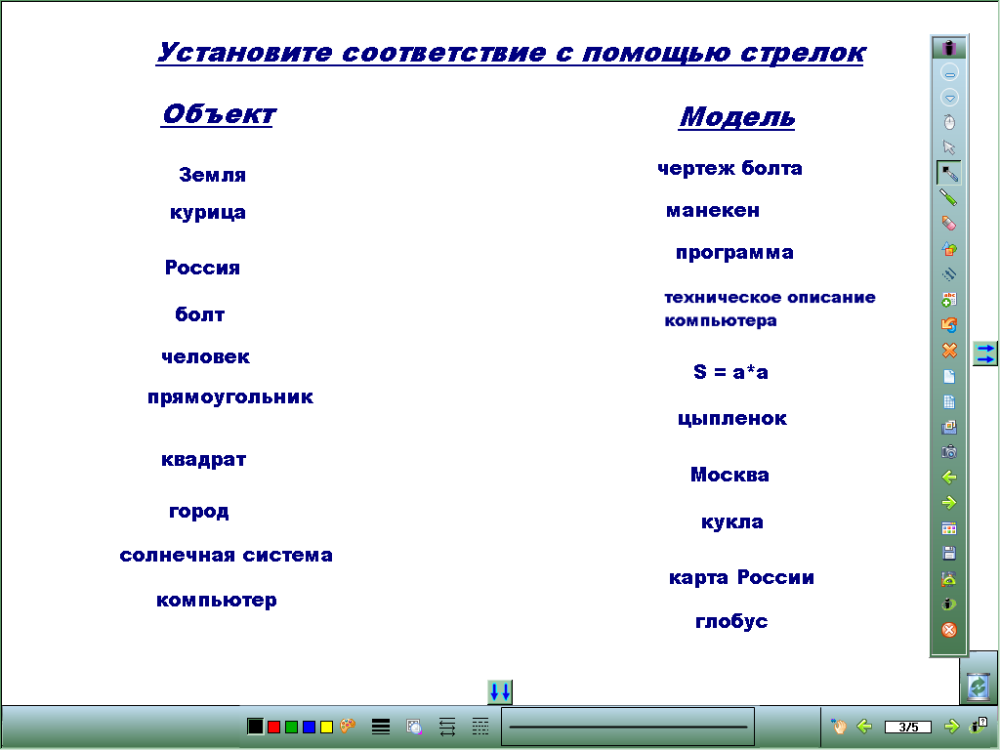 Установите соответствие с помощью стрелок
Объект
Модель
Земля
курица
Россия
болт
человек
прямоугольник
квадрат
город
солнечная система
компьютер
чертеж болта
манекен
программа
техническое описание
компьютера
S = a*a
цыпленок
Москва
кукла
карта России
глобус
abc
3/5